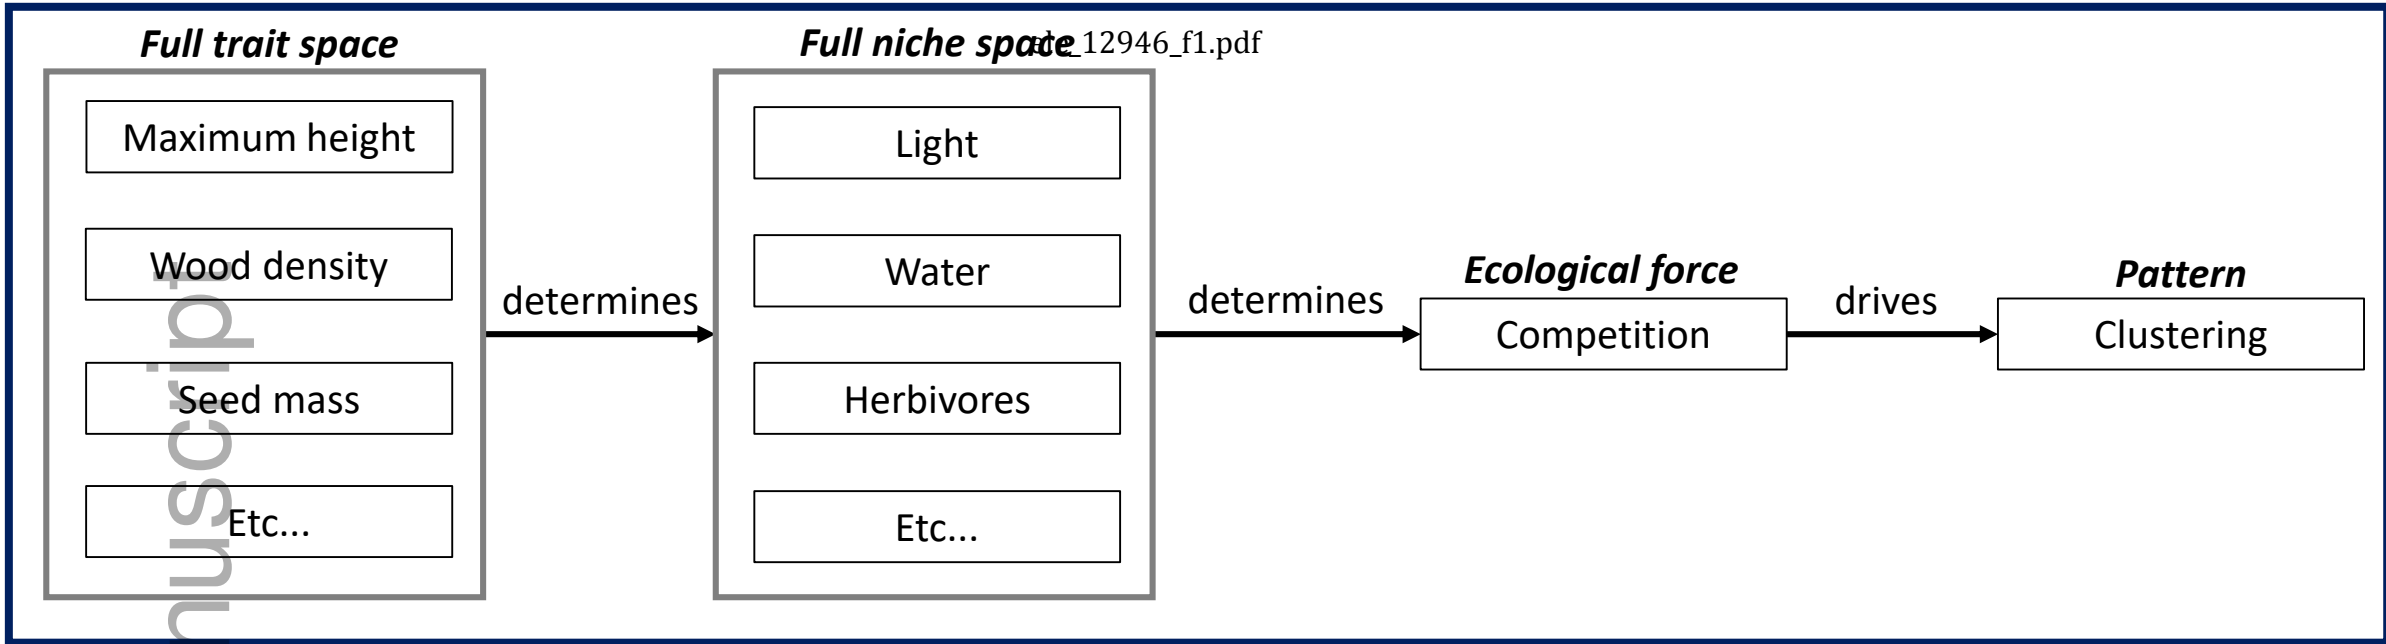 Full trait space
Maximum height
Wood density
Seed mass
Etc...
determines
Full niche space
12946_f1.pdf
Light
Water
Herbivores
Etc...
determines
Ecological force
Competition
drives
Pattern
Clustering
nuscript